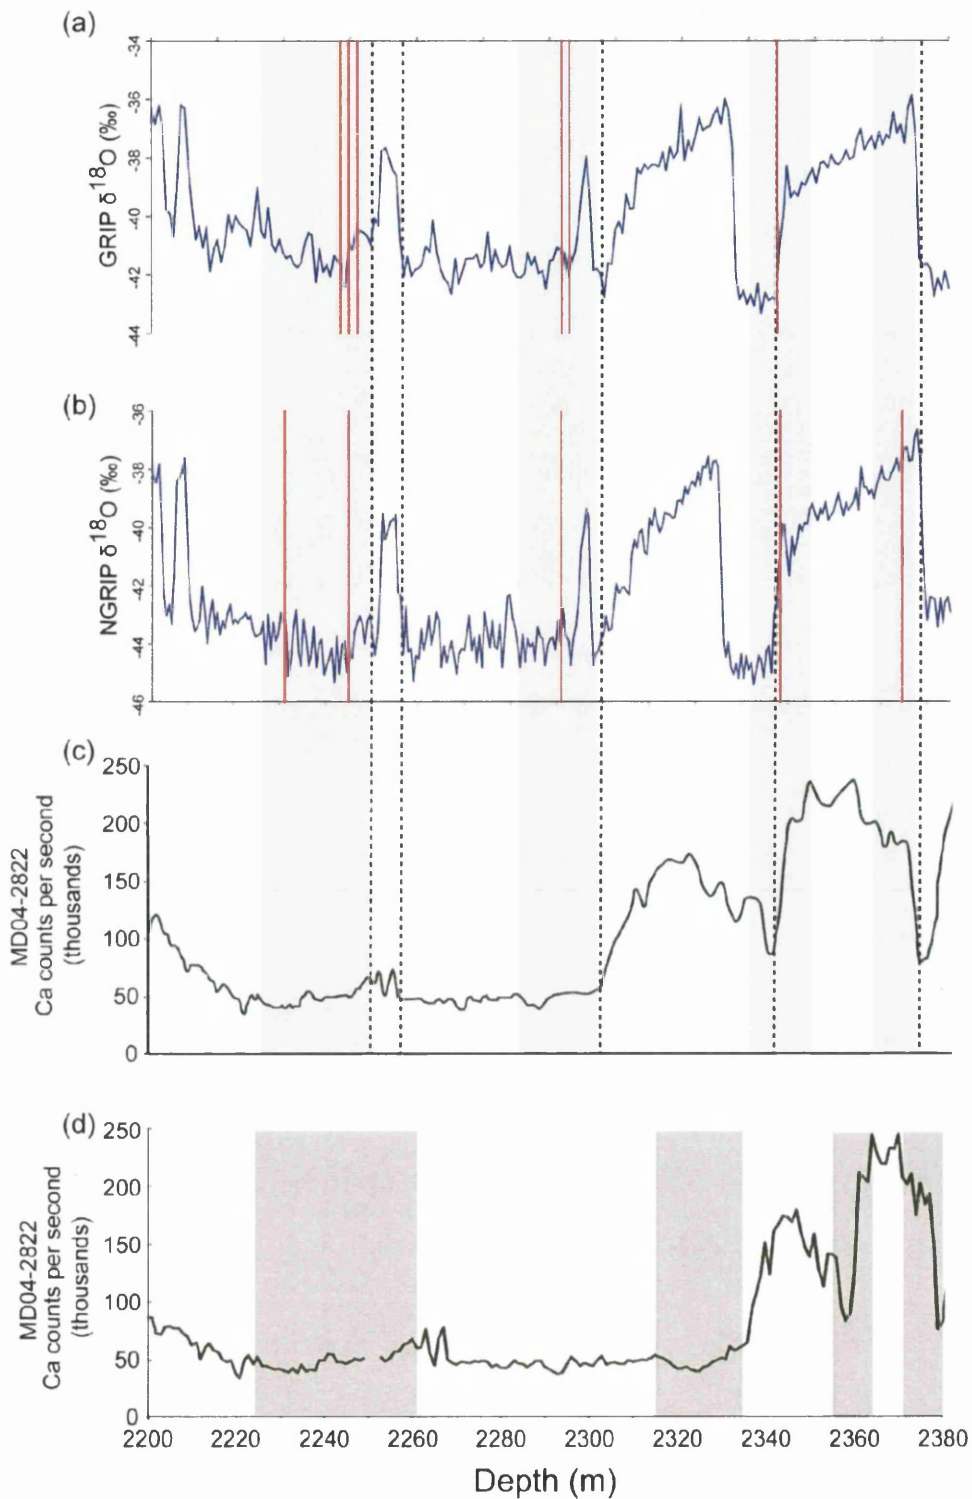 (a)
GRIP δ18O (‰)
-34
-36
-38
-40
-42
-44
(b)
NGRIP δ18O (‰)
-36
-38
-40
-42
-44
-46
(c)
MD04-2822
Ca counts per second
(thousands)
250
200
150
100
50
0
(d)
MD04-2822
Ca counts per second
(thousands)
250
200
150
100
50
0
2200 2220 2240 2260 2280 2300 2320 2340 2360 2380
Depth (m)